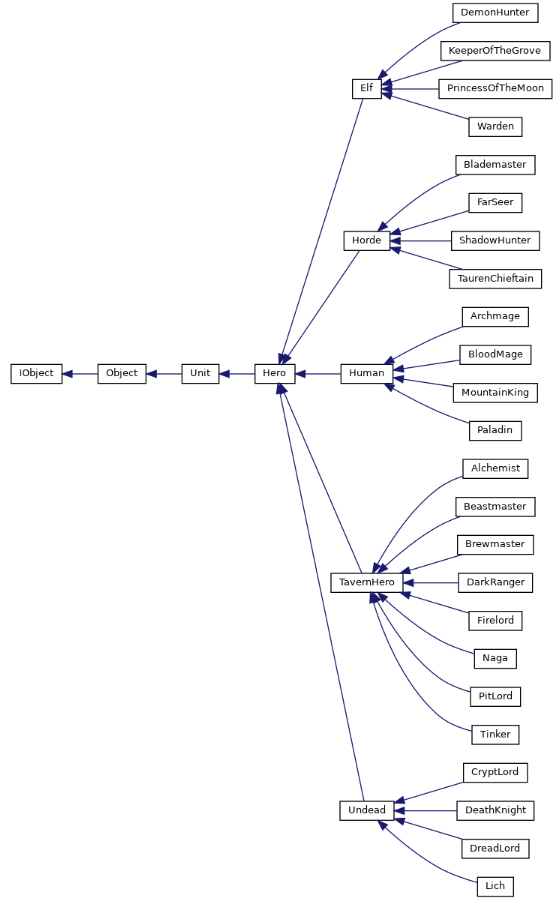 DemonHunter
KeeperOfTheGrove
Elf
PrincessOfTheMoon
Warden
Blademaster
FarSeer
Horde
ShadowHunter
TaurenChieftain
Archmage
BloodMage
IObject
Object
Unit
Hero
Human
MountainKing
Paladin
Alchemist
Beastmaster
Brewmaster
TavernHero
DarkRanger
Firelord
Naga
PitLord
Tinker
CryptLord
Undead
DeathKnight
DreadLord
Lich